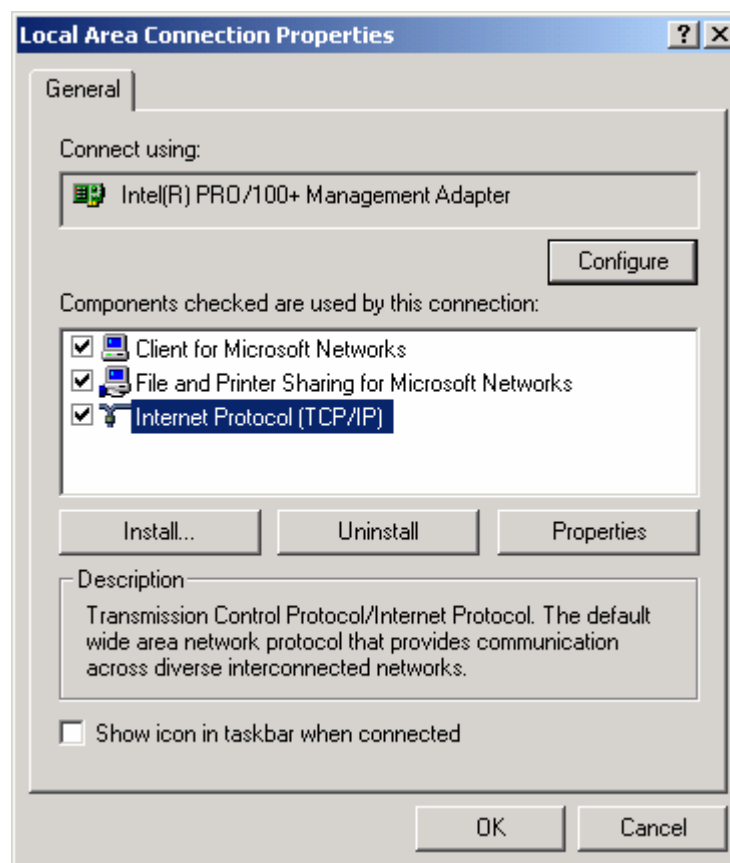 Local Area Connection Properties
General
Connect using:
Intel(R) PRO/100+ Management Adapter
Configure
Components checked are used by this connection:
Client for Microsoft Networks
File and Printer Sharing for Microsoft Networks
Internet Protocol (TCP/IP)
Install... Uninstall Properties
Description
Transmission Control Protocol/Internet Protocol. The default
wide area network protocol that provides communication
across diverse interconnected networks.
Show icon in taskbar when connected
OK Cancel